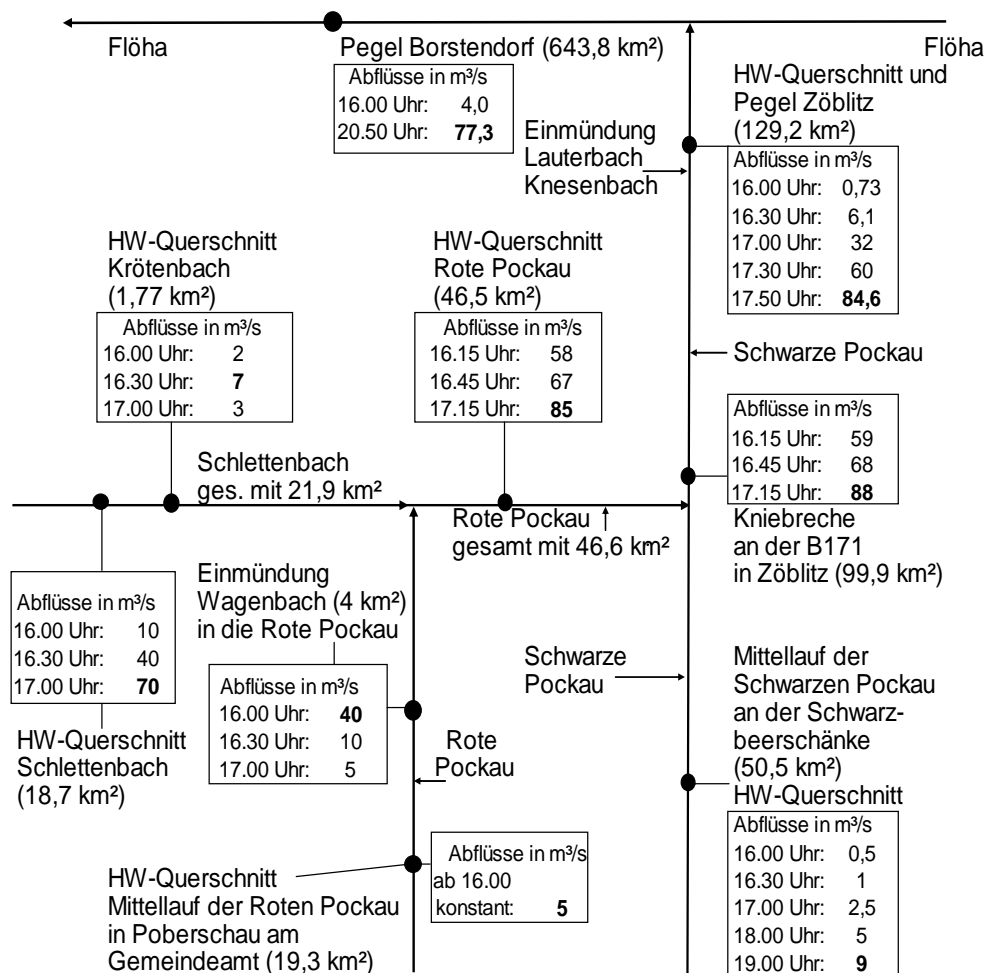 Flöha
Pegel Borstendorf (643,8 km²)
Flöha
Abflüsse in m³/s
16.00 Uhr: 4,0
20.50 Uhr: 77,3
HW-Querschnitt und
Pegel Zöblitz
(129,2 km²)
Abflüsse in m³/s
16.00 Uhr: 0,73
16.30 Uhr: 6,1
17.00 Uhr: 32
17.30 Uhr: 60
17.50 Uhr: 84,6
Einmündung
Lauterbach
Knesenbach
HW-Querschnitt
Krötenbach
(1,77 km²)
Abflüsse in m³/s
16.00 Uhr: 2
16.30 Uhr: 7
17.00 Uhr: 3
HW-Querschnitt
Rote Pockau
(46,5 km²)
Abflüsse in m³/s
16.15 Uhr: 58
16.45 Uhr: 67
17.15 Uhr: 85
Schwarze Pockau
Abflüsse in m³/s
16.15 Uhr: 59
16.45 Uhr: 68
17.15 Uhr: 88
Kniebreche
an der B171
in Zöblitz (99,9 km²)
Schlettenbach
ges. mit 21,9 km²
Rote Pockau
gesamt mit 46,6 km²
Abflüsse in m³/s
16.00 Uhr: 10
16.30 Uhr: 40
17.00 Uhr: 70
HW-Querschnitt
Schlettenbach
(18,7 km²)
Einmündung
Wagenbach (4 km²)
in die Rote Pockau
Abflüsse in m³/s
16.00 Uhr: 40
16.30 Uhr: 10
17.00 Uhr: 5
Rote
Pockau
Schwarze
Pockau
Mittellauf der
Schwarzen Pockau
an der Schwarz-
beerschänke
(50,5 km²)
HW-Querschnitt
Abflüsse in m³/s
16.00 Uhr: 0,5
16.30 Uhr: 1
17.00 Uhr: 2,5
18.00 Uhr: 5
19.00 Uhr: 9
Abflüsse in m³/s
ab 16.00
konstant: 5
HW-Querschnitt
Mittellauf der Roten Pockau
in Poberschau am
Gemeindeamt (19,3 km²)